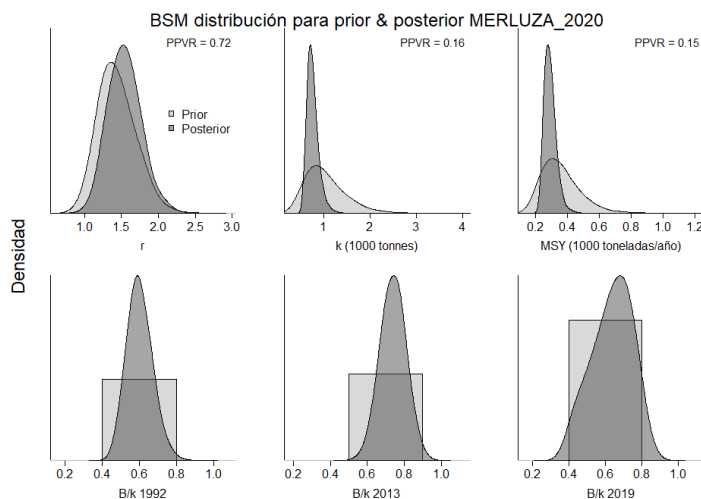 BSM distribución para prior & posterior MERLUZA_2020
PPVR = 0.72
PPVR = 0.16
PPVR = 0.15
Prior
Posterior
Densidad
1.0 1.5 2.0 2.5 3.0
r
1 2 3 4
k (1000 tonnes)
0.2 0.4 0.6 0.8 1.0 1.2
MSY (1000 toneladas/año)
0.2 0.4 0.6 0.8 1.0
B/k 1992
0.2 0.4 0.6 0.8 1.0
B/k 2013
0.2 0.4 0.6 0.8 1.0
B/k 2019